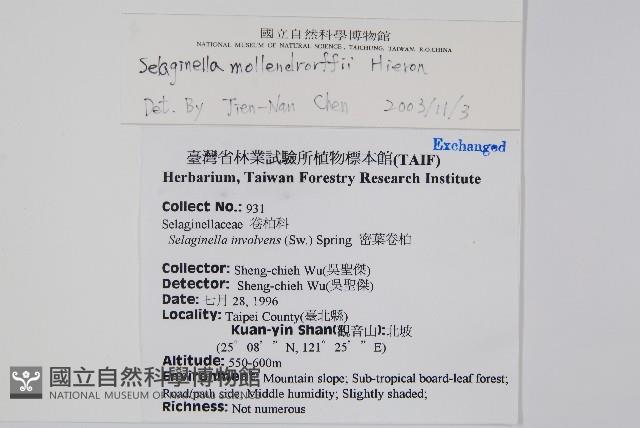 國立自然科學博物館
NATIONAL MUSEUM OF NATURAL SCIENCE, TAICHUNG, TAIWAN, R.O.CHINA
Selaginella mollendrorffii Hieron
Det. By Jien-Nan Chen 2003/11/3
Exchanged
臺灣省林業試驗所植物標本館(TAIF)
Herbarium, Taiwan Forestry Research Institute
Collect No.: 931
Selaginellaceae 卷柏科
Selaginella involvens (Sw.) Spring 密葉卷柏
Collector: Sheng-chieh Wu(吳聖傑)
Detector: Sheng-chieh Wu(吳聖傑)
Date: 七月 28, 1996
Locality: Taipei County(臺北縣)
Kuan-yin Shan(觀音山):北坡
(25° 08' " N, 121° 25' " E)
Altitude: 550-600m
Environment: Mountain slope; Sub-tropical board-leaf forest;
Road/path side; Middle humidity; Slightly shaded;
Richness: Not numerous
國立自然科學博物館
NATIONAL MUSEUM OF NATURAL SCIENCE